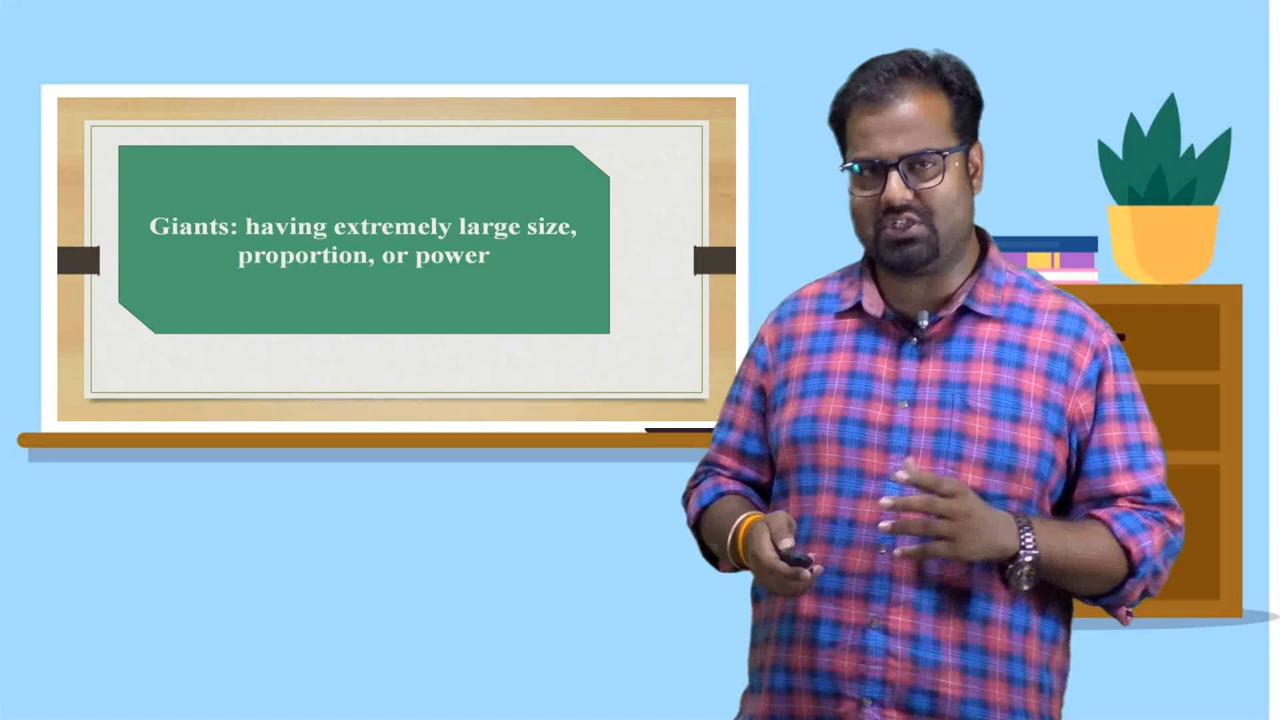 Giants: having extremely large size,
proportion, or power